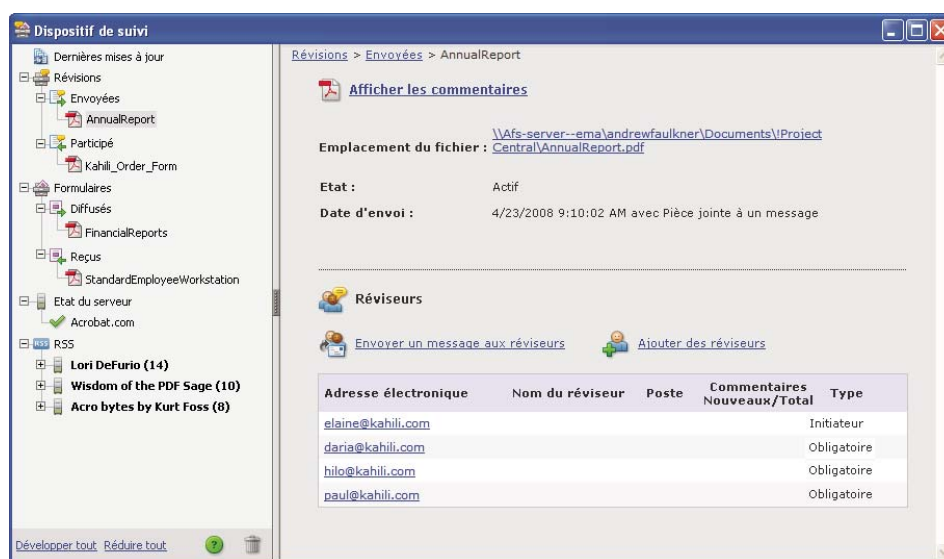 Dispositif de suivi
Dernières mises à jour
Révisions
Envoyées
AnnualReport
Participé
Kahili_Order_Form
Formulaires
Diffusés
FinancialReports
Reçus
StandardEmployeeWorkstation
Etat du serveur
Acrobat.com
RSS RSS
Lori DeFurio (14)
Wisdom of the PDF Sage (10)
Acro bytes by Kurt Foss (8)
Développer tout Réduire tout ?
Révisions > Envoyées > AnnualReport
Afficher les commentaires
\\Afs-server--ema\andrewfaulkner\Documents\!Project
Emplacement du fichier : Central\AnnualReport.pdf
Etat : Actif
Date d'envoi : 4/23/2008 9:10:02 AM avec Pièce jointe à un message
Réviseurs
Envoyer un message aux réviseurs Ajouter des réviseurs
Adresse électronique Nom du réviseur Poste Commentaires Nouveaux/Total Type
elaine@kahili.com Initiateur
daria@kahili.com Obligatoire
hilo@kahili.com Obligatoire
paul@kahili.com Obligatoire